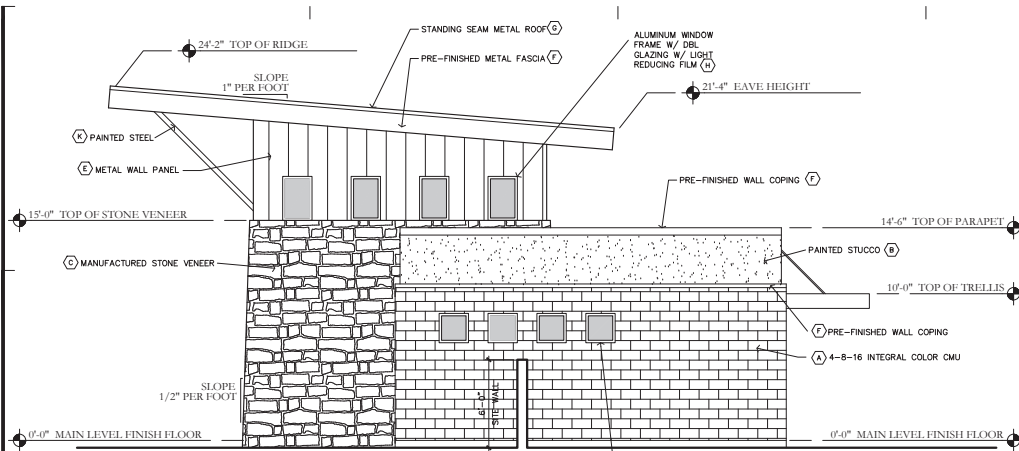 STANDING SEAM METAL ROOF G
ALUMINUM WINDOW
FRAME W/ DBL
GLAZING W/ LIGHT
REDUCING FILM H
24'-2" TOP OF RIDGE
PRE-FINISHED METAL FASCIA F
SLOPE
1" PER FOOT
21'-4" EAVE HEIGHT
K PAINTED STEEL
E METAL WALL PANEL
PRE-FINISHED WALL COPING F
15'-0" TOP OF STONE VENEER
14'-6" TOP OF PARAPET
PAINTED STUCCO B
C MANUFACTURED STONE VENEER
10'-0" TOP OF TRELLIS
F PRE-FINISHED WALL COPING
A 4-8-16 INTEGRAL COLOR CMU
SLOPE
1/2" PER FOOT
6'-0"
SITE WALL
0'-0" MAIN LEVEL FINISH FLOOR
0'-0" MAIN LEVEL FINISH FLOOR